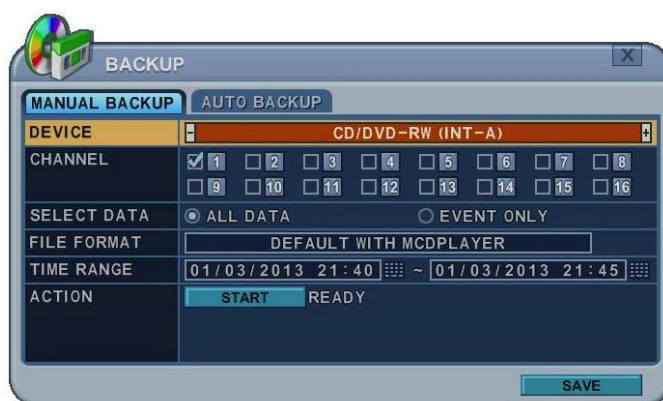 BACKUP X
MANUAL BACKUP AUTO BACKUP
DEVICE - CD/DVD-RW (INT-A) +
CHANNEL 1 2 3 4 5 6 7 8
9 10 11 12 13 14 15 16
SELECT DATA ALL DATA EVENT ONLY
FILE FORMAT DEFAULT WITH MCDPLAYER
TIME RANGE 01/03/2013 21:40 ~ 01/03/2013 21:45
ACTION START READY
SAVE